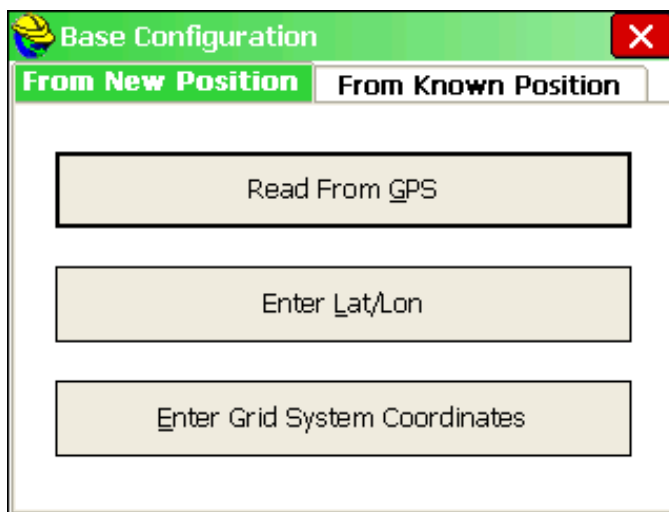 Base Configuration
From New Position From Known Position
Read From GPS
Enter Lat/Lon
Enter Grid System Coordinates